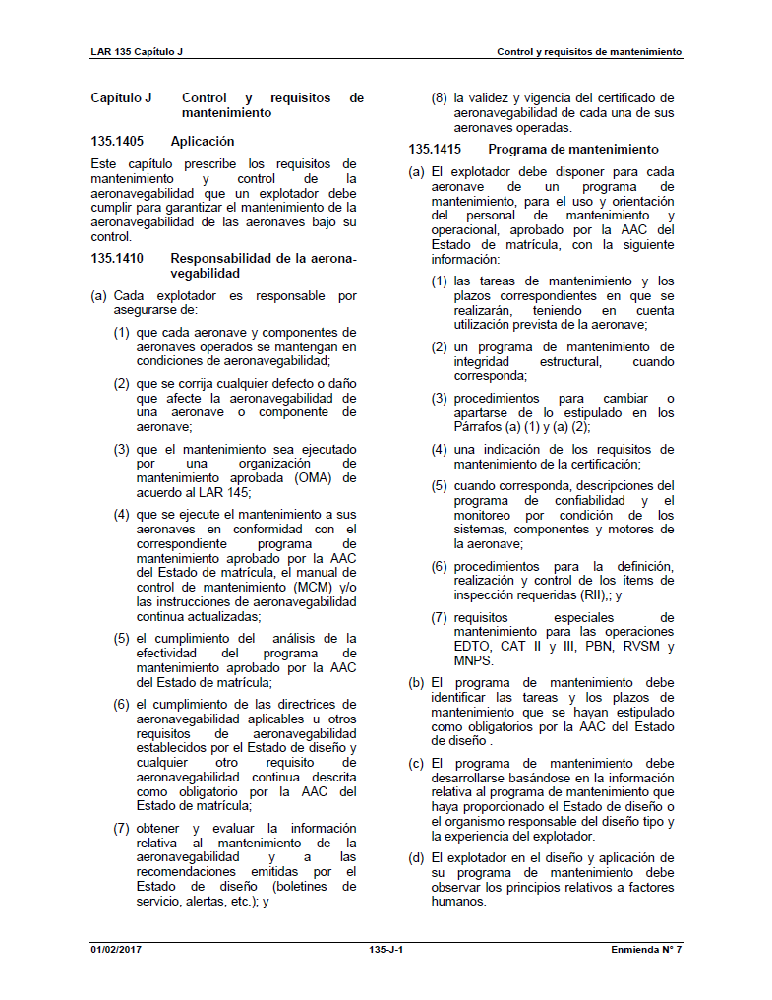 LAR 135 Capítulo J Control y requisitos de mantenimiento
Capítulo J Control y requisitos de
mantenimiento
135.1405 Aplicación
Este capítulo prescribe los requisitos de
mantenimiento y control de la
aeronavegabilidad que un explotador debe
cumplir para garantizar el mantenimiento de la
aeronavegabilidad de las aeronaves bajo su
control.
135.1410 Responsabilidad de la aerona-
vegabilidad
(a) Cada explotador es responsable por
asegurarse de:
(1) que cada aeronave y componentes de
aeronaves operados se mantengan en
condiciones de aeronavegabilidad;
(2) que se corrija cualquier defecto o daño
que afecte la aeronavegabilidad de
una aeronave o componente de
aeronave;
(3) que el mantenimiento sea ejecutado
por una organización de
mantenimiento aprobada (OMA) de
acuerdo al LAR 145;
(4) que se ejecute el mantenimiento a sus
aeronaves en conformidad con el
correspondiente programa de
mantenimiento aprobado por la AAC
del Estado de matrícula, el manual de
control de mantenimiento (MCM) y/o
las instrucciones de aeronavegabilidad
continua actualizadas;
(5) el cumplimiento del análisis de la
efectividad del programa de
mantenimiento aprobado por la AAC
del Estado de matrícula;
(6) el cumplimiento de las directrices de
aeronavegabilidad aplicables u otros
requisitos de aeronavegabilidad
establecidos por el Estado de diseño y
cualquier otro requisito de
aeronavegabilidad continua descrita
como obligatorio por la AAC del
Estado de matrícula;
(7) obtener y evaluar la información
relativa al mantenimiento de la
aeronavegabilidad y a las
recomendaciones emitidas por el
Estado de diseño (boletines de
servicio, alertas, etc.); y
(8) la validez y vigencia del certificado de
aeronavegabilidad de cada una de sus
aeronaves operadas.
135.1415 Programa de mantenimiento
(a) El explotador debe disponer para cada
aeronave de un programa de
mantenimiento, para el uso y orientación
del personal de mantenimiento y
operacional, aprobado por la AAC del
Estado de matrícula, con la siguiente
información:
(1) las tareas de mantenimiento y los
plazos correspondientes en que se
realizarán, teniendo en cuenta
utilización prevista de la aeronave;
(2) un programa de mantenimiento de
integridad estructural, cuando
corresponda;
(3) procedimientos para cambiar o
apartarse de lo estipulado en los
Párrafos (a) (1) y (a) (2);
(4) una indicación de los requisitos de
mantenimiento de la certificación;
(5) cuando corresponda, descripciones del
programa de confiabilidad y el
monitoreo por condición de los
sistemas, componentes y motores de
la aeronave;
(6) procedimientos para la definición,
realización y control de los ítems de
inspección requeridas (RII),; y
(7) requisitos especiales de
mantenimiento para las operaciones
EDTO, CAT II y III, PBN, RVSM y
MNPS.
(b) El programa de mantenimiento debe
identificar las tareas y los plazos de
mantenimiento que se hayan estipulado
como obligatorios por la AAC del Estado
de diseño .
(c) El programa de mantenimiento debe
desarrollarse basándose en la información
relativa al programa de mantenimiento que
haya proporcionado el Estado de diseño o
el organismo responsable del diseño tipo y
la experiencia del explotador.
(d) El explotador en el diseño y aplicación de
su programa de mantenimiento debe
observar los principios relativos a factores
humanos.
01/02/2017 135-J-1 Enmienda N° 7